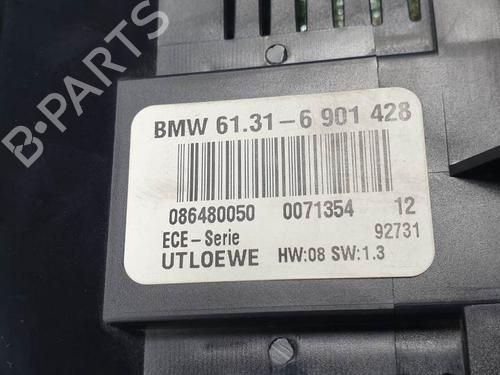 BMW 61.31-6 901 428
086480050 0071354 12
ECE-Serie 92731
UTLOEWE HW:08 SW:1.3
B-PARTS